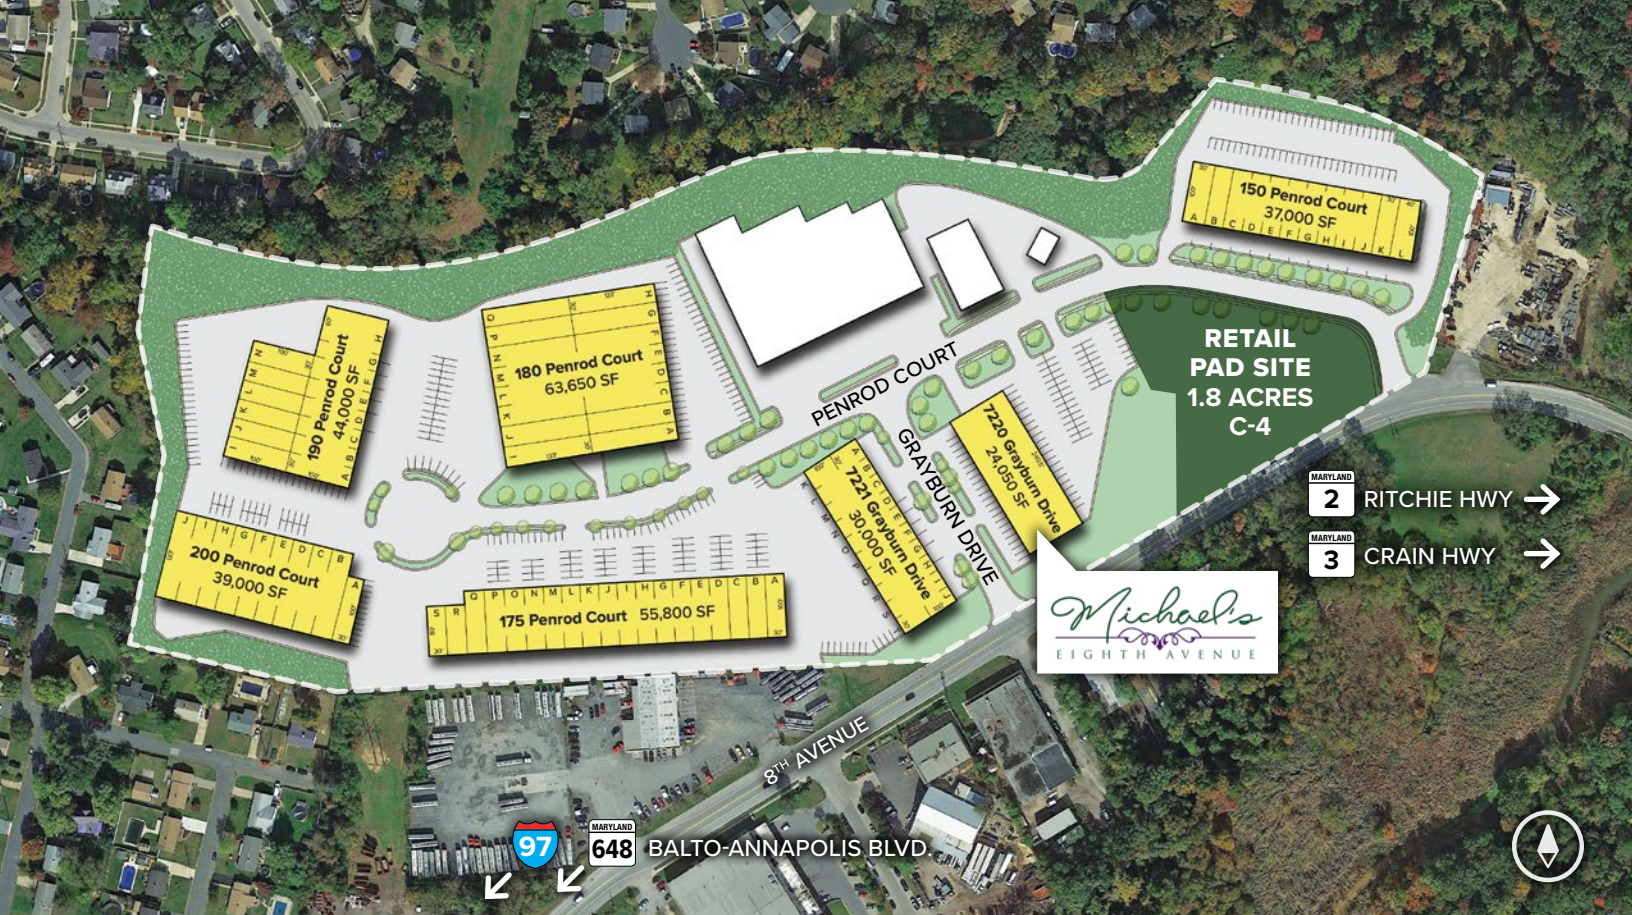 150 Penrod Court
37,000 SF
A B C D E F G H I J K L
RETAIL
PAD SITE
1.8 ACRES
C-4
190 Penrod Court
44,000 SF
A B C D E F G H
I J K L M N
180 Penrod Court
63,650 SF
Q P N M L K J I
H G F E D C B A
PENROD COURT
GRAYBURN DRIVE
7220 Grayburn Drive
24,050 SF
7221 Grayburn Drive
30,000 SF
A B C D E F G H I J
K L M N O P Q R S
200 Penrod Court
39,000 SF
J I H G F E D C B A
175 Penrod Court 55,800 SF
S R Q P O N M L K J I H G F E D C B A
Michael's
EIGHTH AVENUE
MARYLAND
2 RITCHIE HWY
MARYLAND
3 CRAIN HWY
8TH AVENUE
97
MARYLAND
648 BALTO-ANNAPOLIS BLVD.